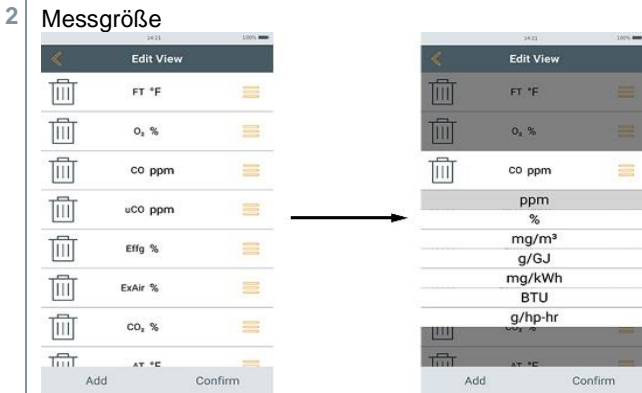 2 Messgröße
14:21 100%
Edit View
FT °F
O₂ %
CO ppm
uCO ppm
Effg %
ExAir %
CO₂ %
AT °F
Add Confirm
14:21 100%
Edit View
FT °F
O₂ %
CO ppm
ppm
%
mg/m³
g/GJ
mg/kWh
BTU
g/hp-hr
CO₂ %
AT °F
Add Confirm